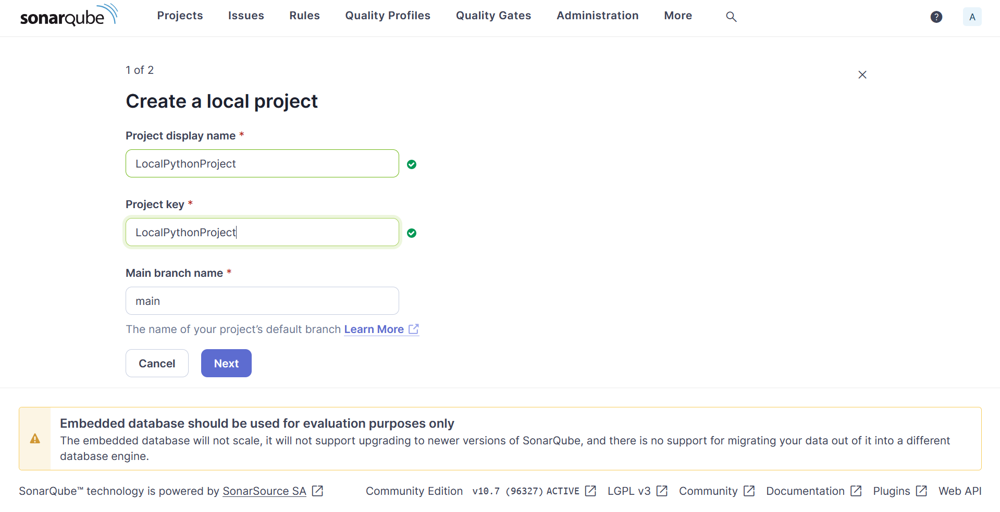 sonarqube Projects Issues Rules Quality Profiles Quality Gates Administration More ? A
1 of 2
Create a local project
Project display name *
LocalPythonProject
Project key *
LocalPythonProject
Main branch name *
main
The name of your project's default branch Learn More
Cancel Next
Embedded database should be used for evaluation purposes only
The embedded database will not scale, it will not support upgrading to newer versions of SonarQube, and there is no support for migrating your data out of it into a different
database engine.
SonarQube™ technology is powered by SonarSource SA Community Edition v10.7 (96327) ACTIVE LGPL v3 Community Documentation Plugins Web API